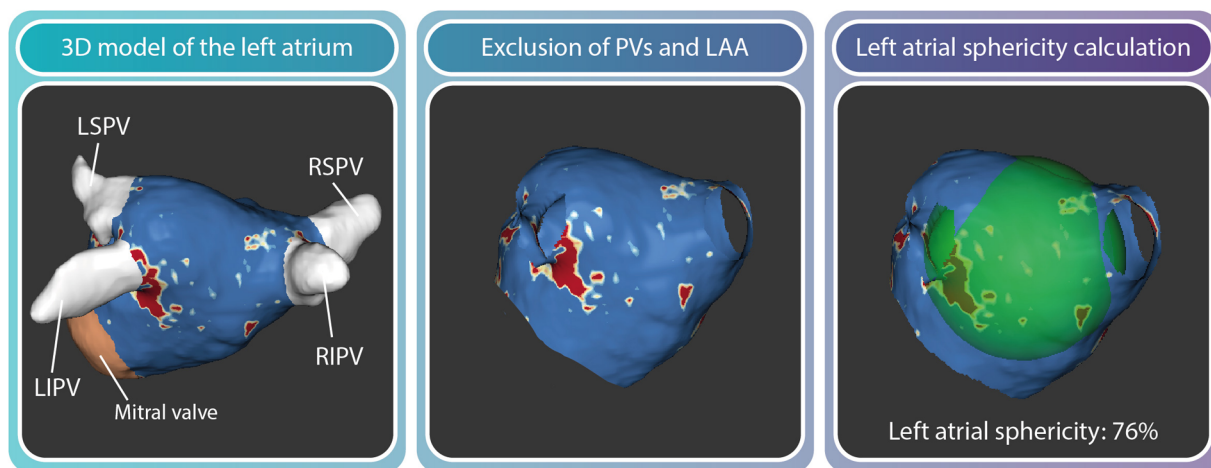 3D model of the left atrium
Exclusion of PVs and LAA
Left atrial sphericity calculation
LSPV
RSPV
LIPV
RIPV
Mitral valve
Left atrial sphericity: 76%